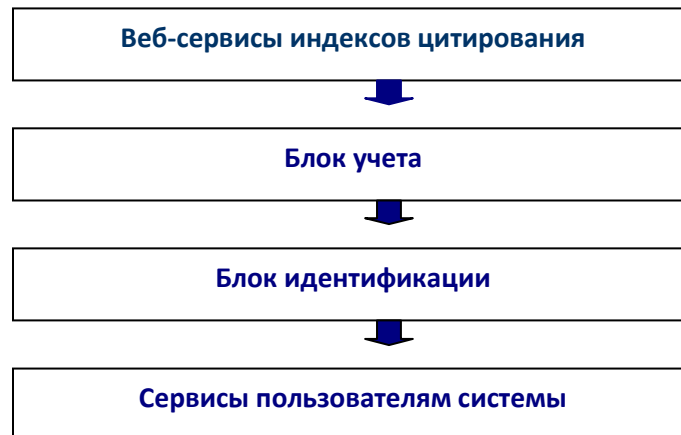 Веб-сервисы индексов цитирования
Блок учета
Блок идентификации
Сервисы пользователям системы